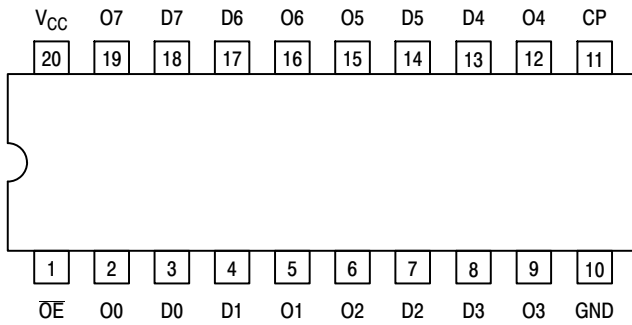 VCC O7 D7 D6 O6 O5 D5 D4 O4 CP
20 19 18 17 16 15 14 13 12 11
1 2 3 4 5 6 7 8 9 10
OE O0 D0 D1 O1 O2 D2 D3 O3 GND